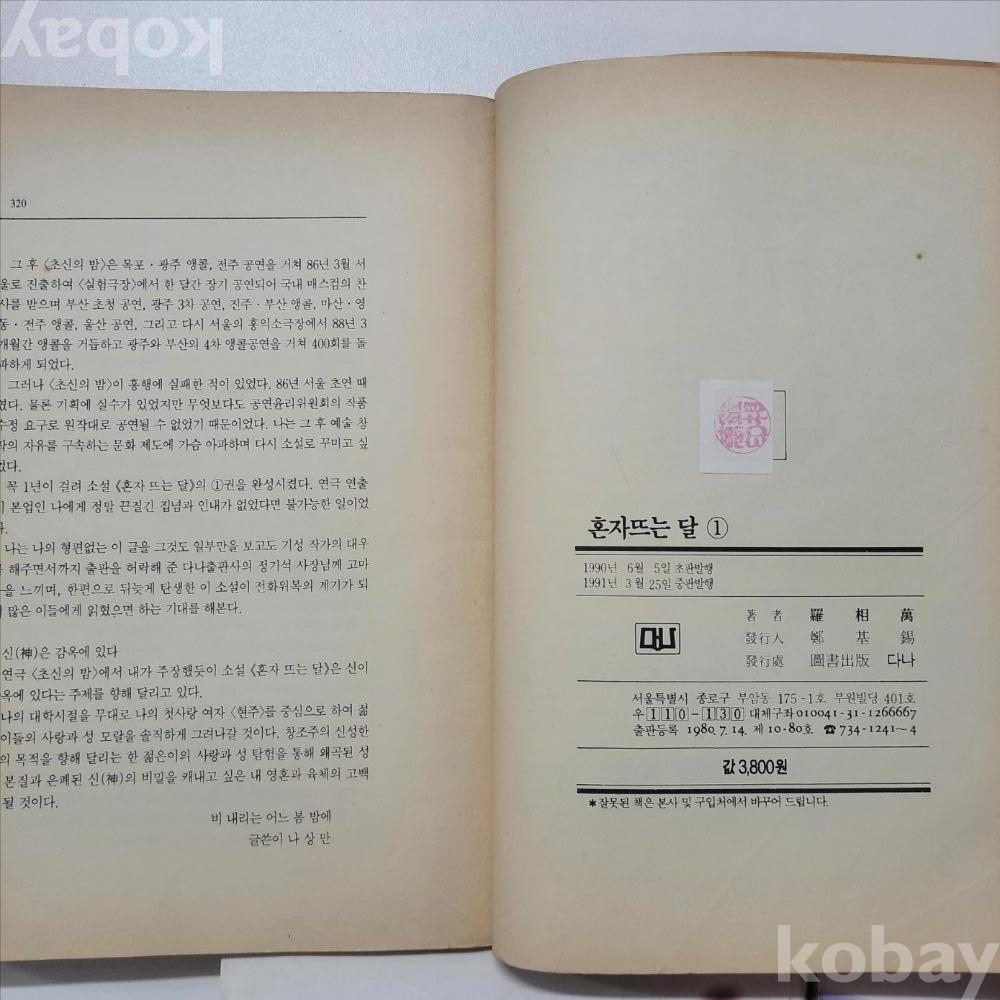 kobay
320
그 후 〈초신의 밤〉은 목포·광주 앵콜, 전주 공연을 거쳐 86년 3월 서
울로 진출하여 〈실험극장〉에서 한 달간 장기 공연되어 국내 매스컴의 찬
사를 받으며 부산 초청 공연, 광주 3차 공연, 진주·부산 앵콜, 마산·영
동·전주 앵콜, 울산 공연, 그리고 다시 서울의 홍익소극장에서 88년 3
개월간 앵콜을 거듭하고 광주와 부산의 4차 앵콜공연을 거쳐 400회를 돌
파하게 되었다.
그러나 〈초신의 밤〉이 흥행에 실패한 적이 있었다. 86년 서울 초연 때
였다. 물론 기획에 실수가 있었지만 무엇보다도 공연윤리위원회의 작품
수정 요구로 원작대로 공연될 수 없었기 때문이었다. 나는 그 후 예술 창
작의 자유를 구속하는 문화 제도에 가슴 아파하며 다시 소설로 꾸미고 싶
었다.
꼭 1년이 걸려 소설 《혼자 뜨는 달》의 ①권을 완성시켰다. 연극 연출
이 본업인 나에게 정말 끈질긴 집념과 인내가 없었다면 불가능한 일이었
다.
나는 나의 형편없는 이 글을 그것도 일부만을 보고도 기성 작가의 대우
를 해주면서까지 출판을 허락해 준 다나출판사의 정기석 사장님께 고마
움을 느끼며, 한편으로 뒤늦게 탄생한 이 소설이 전화위복의 계기가 되
어 많은 이들에게 읽혔으면 하는 기대를 해본다.
신(神)은 감옥에 있다
연극 〈초신의 밤〉에서 내가 주장했듯이 소설 《혼자 뜨는 달》은 신이
감옥에 있다는 주제를 향해 달리고 있다.
나의 대학시절을 무대로 나의 첫사랑 여자 〈현주〉를 중심으로 하여 젊
은이들의 사랑과 성 모랄을 솔직하게 그려나갈 것이다. 창조주의 신성한
의 목적을 향해 달리는 한 젊은이의 사랑과 성 탐험을 통해 왜곡된 성
본질과 은폐된 신(神)의 비밀을 캐내고 싶은 내 영혼과 육체의 고백
될 것이다.
비 내리는 어느 봄 밤에
글쓴이 나 상 만
혼자뜨는 달 ①
1990년 6월 5일 초판발행
1991년 3월 25일 중판발행
著者 羅相萬
發行人 鄭基錫
發行處 圖書出版 다나
서울특별시 종로구 부암동 175-1호 부원빌딩 401호
우 110-130 대체구좌 010041-31-1266667
출판등록 1980. 7. 14. 제 10-80호 ☎734-1241~4
값 3,800원
*잘못된 책은 본사 및 구입처에서 바꾸어 드립니다.
kobay